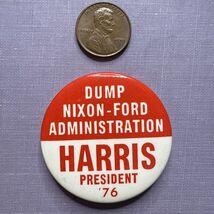 DUMP
NIXON-FORD
ADMINISTRATION
HARRIS
PRESIDENT
'76